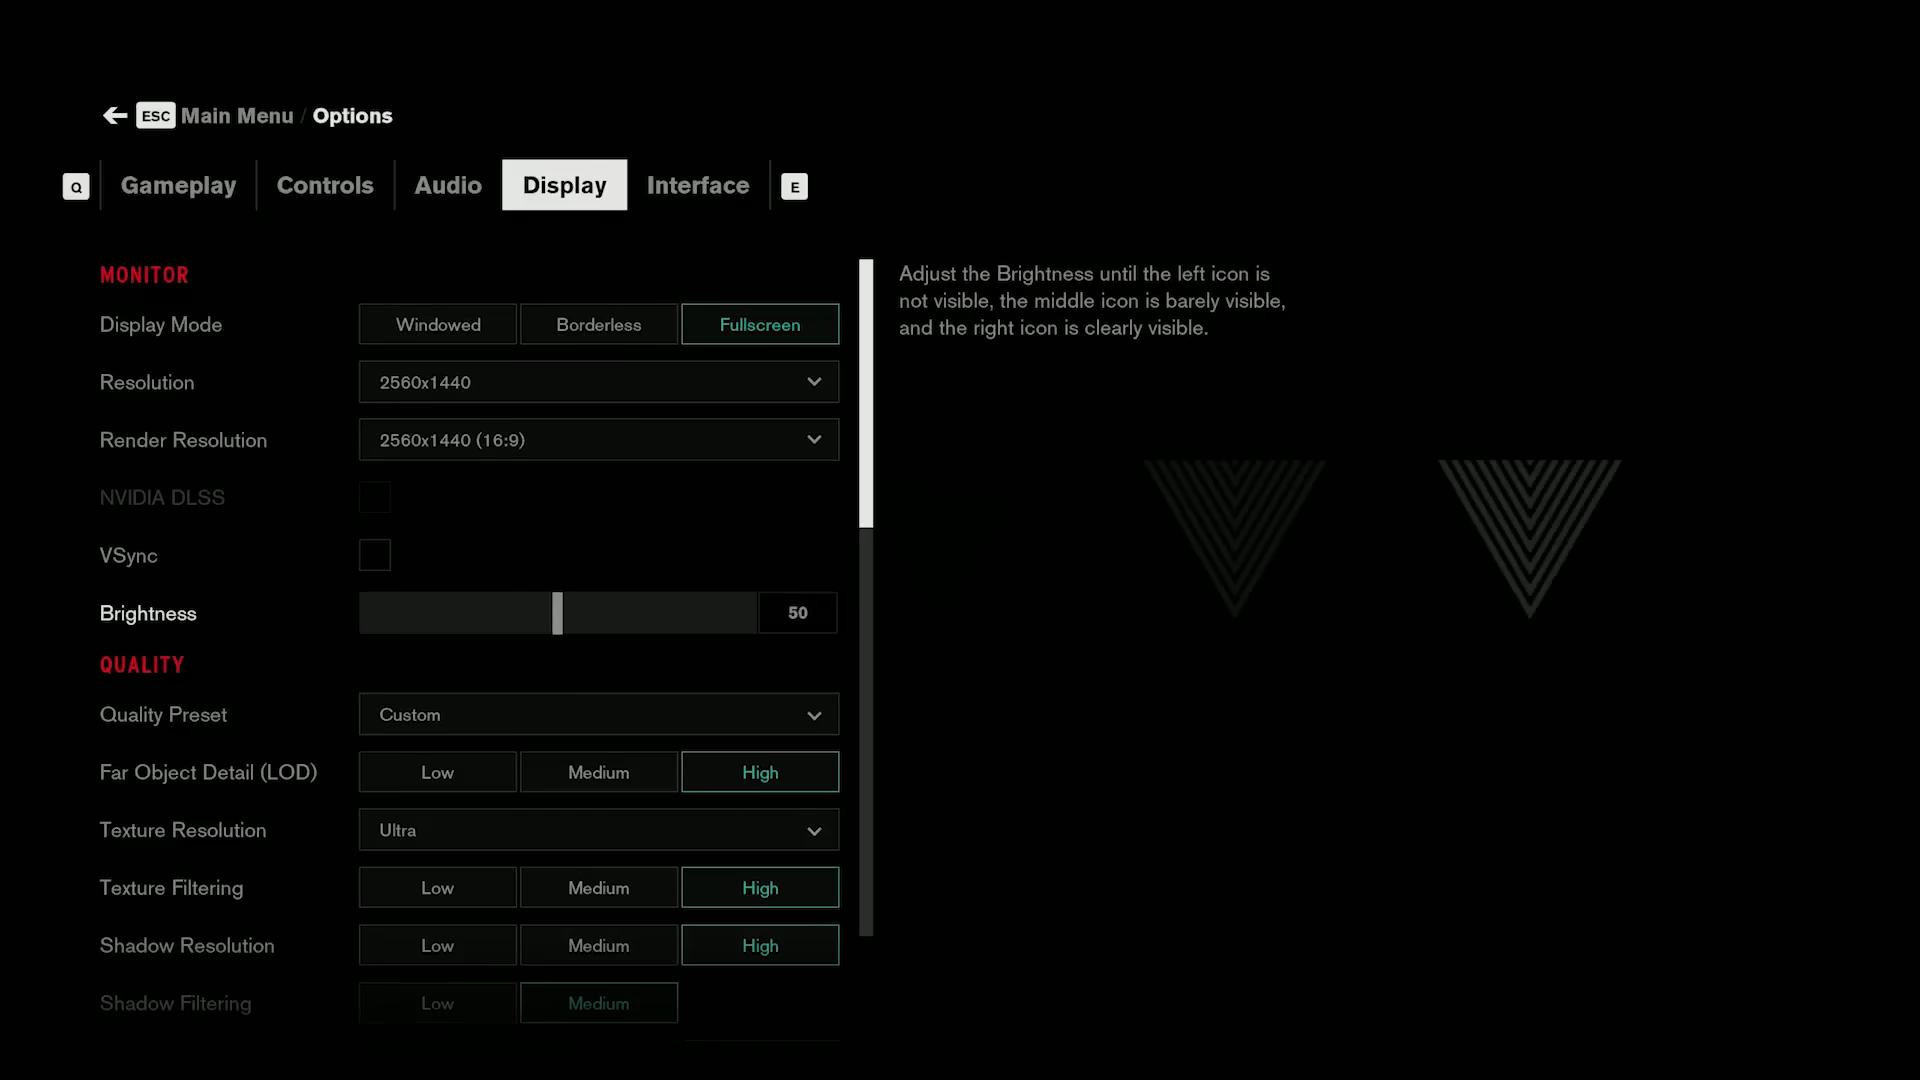 ESC Main Menu / Options
Q Gameplay Controls Audio Display Interface E
MONITOR
Display Mode Windowed Borderless Fullscreen
Resolution 2560x1440
Render Resolution 2560x1440 (16:9)
NVIDIA DLSS
VSync
Brightness 50
QUALITY
Quality Preset Custom
Far Object Detail (LOD) Low Medium High
Texture Resolution Ultra
Texture Filtering Low Medium High
Shadow Resolution Low Medium High
Shadow Filtering Low Medium
Adjust the Brightness until the left icon is
not visible, the middle icon is barely visible,
and the right icon is clearly visible.